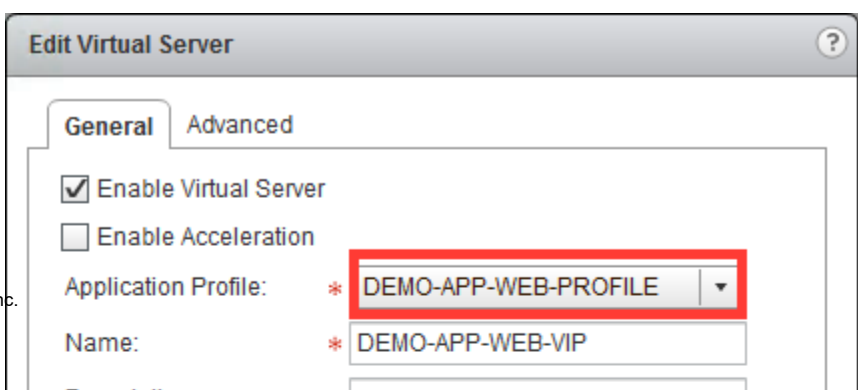 Edit Virtual Server ?
General Advanced
Enable Virtual Server
Enable Acceleration
Application Profile: * DEMO-APP-WEB-PROFILE
nc.
Name: * DEMO-APP-WEB-VIP